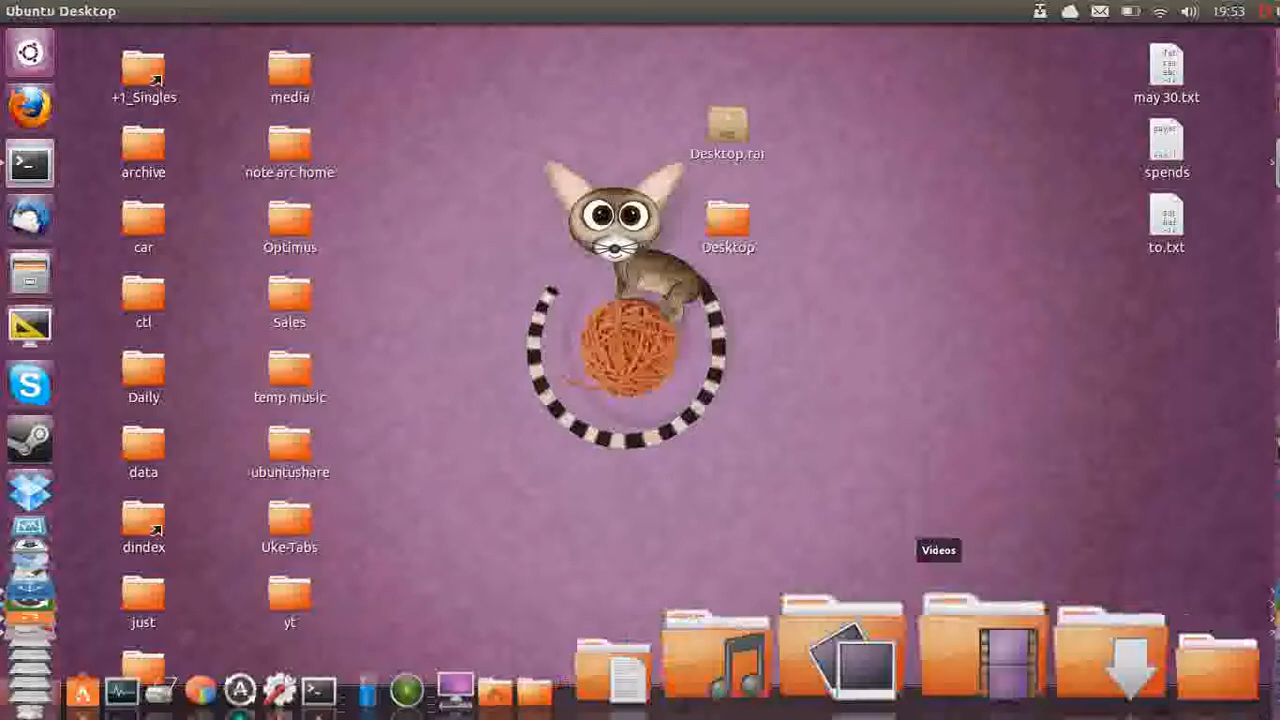 Ubuntu Desktop
19:53
+1_Singles
media
may 30.txt
Desktop.rar
archive
note arc home
spends
car
Optimus
Desktop
to.txt
ctl
Sales
Daily
temp music
data
ubuntushare
dindex
Uke-Tabs
Videos
just
yt